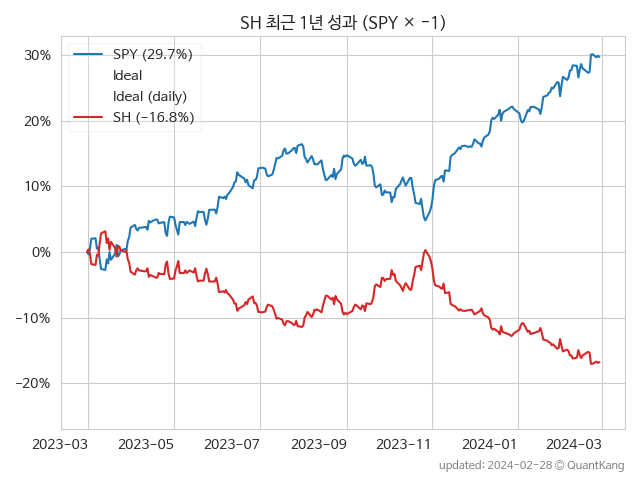 SH 최근 1년 성과 (SPY × −1)
SPY (29.7%)
Ideal
Ideal (daily)
SH (−16.8%)
30%
20%
10%
0%
−10%
−20%
2023-03 2023-05 2023-07 2023-09 2023-11 2024-01 2024-03
updated: 2024-02-28 © QuantKang